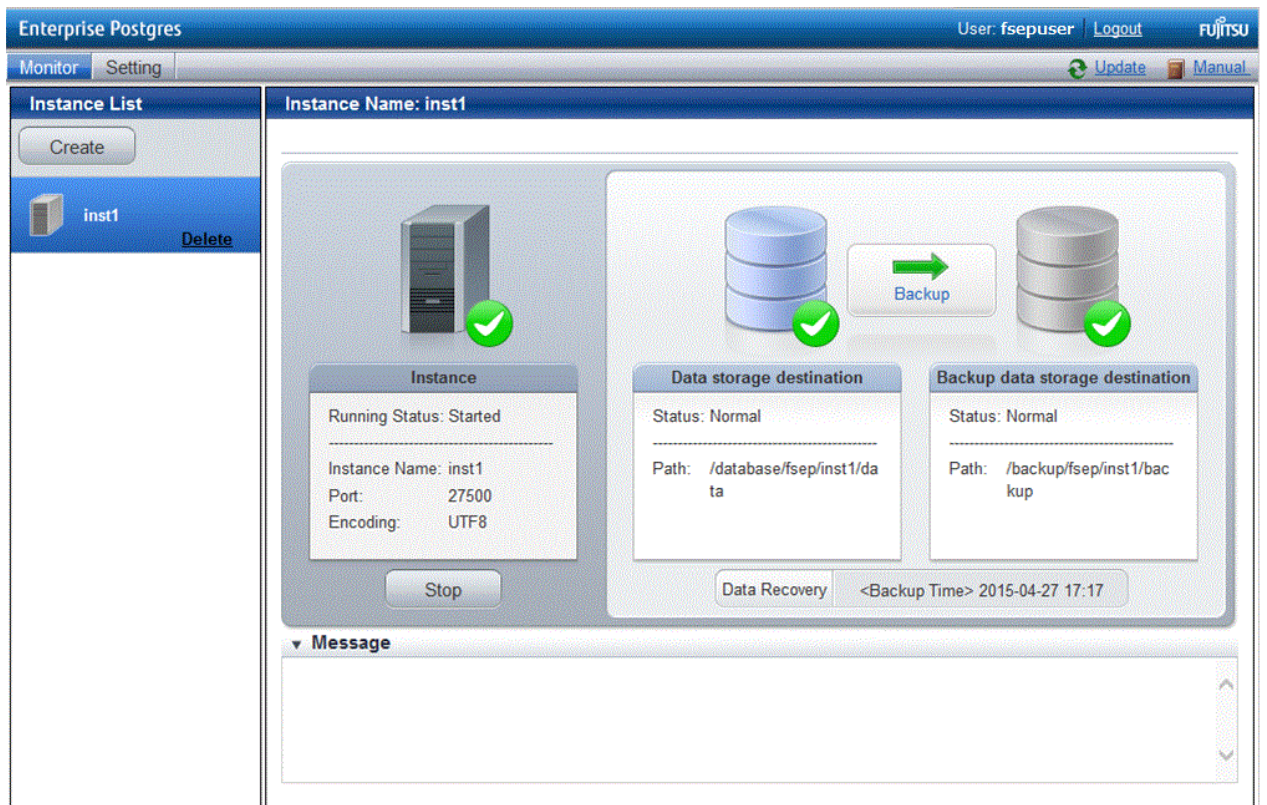 Enterprise Postgres
User: fsepuser Logout FUJITSU
Monitor Setting
Update Manual
Instance List
Create
inst1
Delete
Instance Name: inst1
Backup
Instance
Running Status: Started
-----------------------------------------
Instance Name: inst1
Port: 27500
Encoding: UTF8
Stop
Data storage destination
Status: Normal
-----------------------------------------
Path: /database/fsep/inst1/da
ta
Backup data storage destination
Status: Normal
-----------------------------------------
Path: /backup/fsep/inst1/bac
kup
Data Recovery <Backup Time> 2015-04-27 17:17
Message